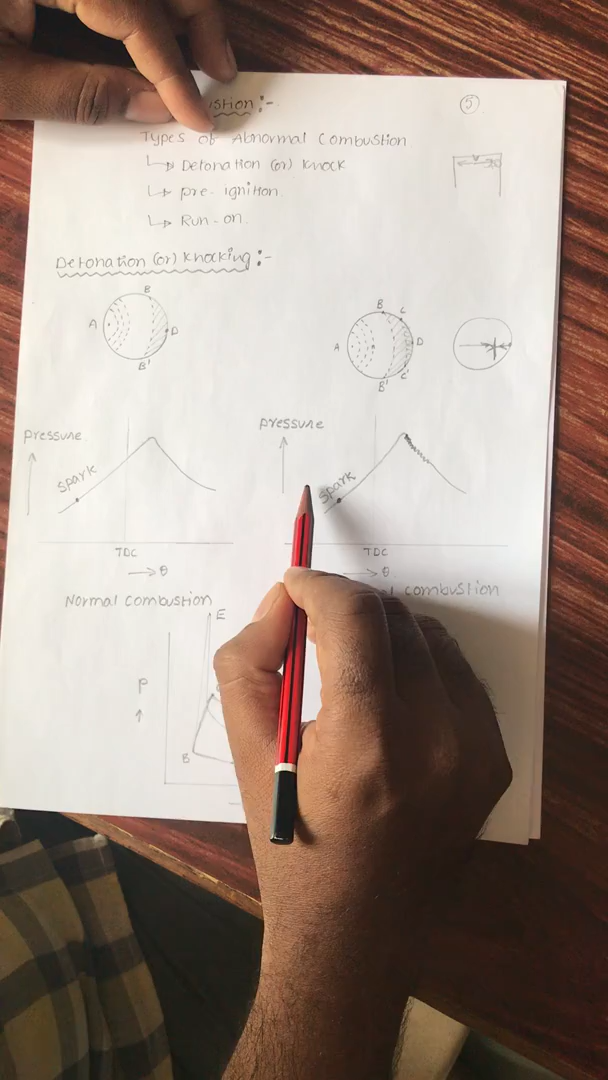 5
Types of Abnormal Combustion
Detonation (or) Knock
pre-ignition.
Run-on.
Detonation (or) Knocking :-
B
A
D
B'
B
C
A
D
B'
C'
pressure
spark
TDC
θ
Normal combustion
pressure
spark
TDC
θ.
combustion
E
P
B